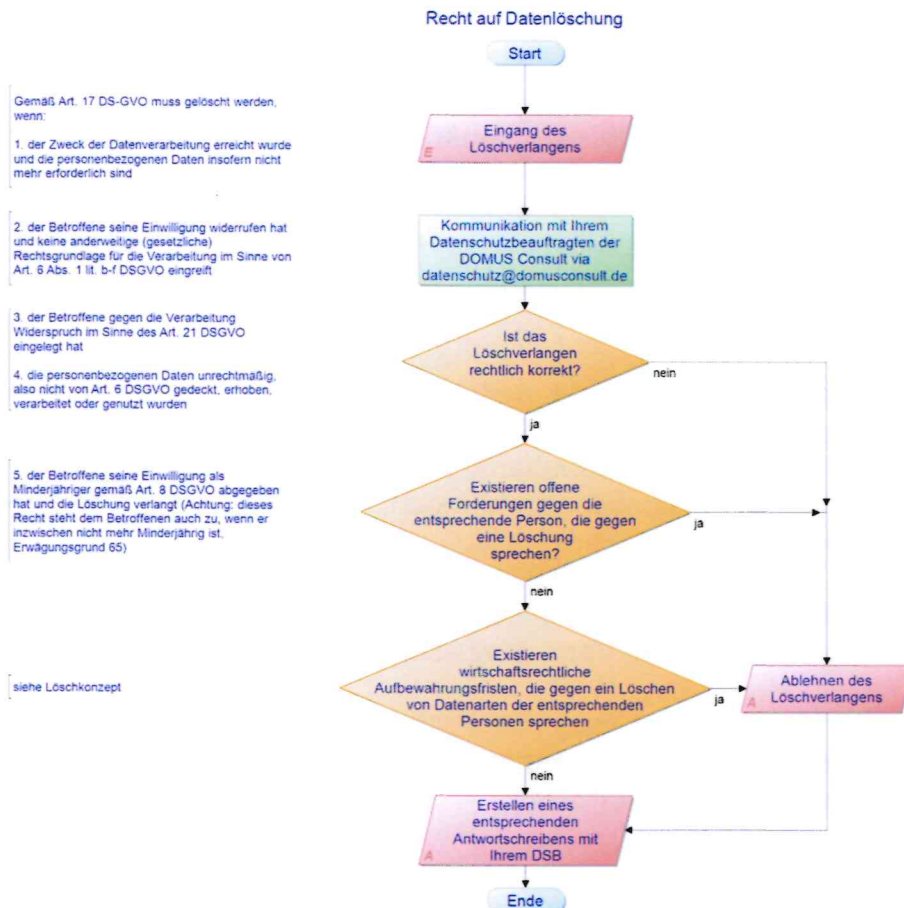 Recht auf Datenlöschung
Start
Gemäß Art. 17 DS-GVO muss gelöscht werden,
wenn:
1. der Zweck der Datenverarbeitung erreicht wurde
und die personenbezogenen Daten insofern nicht
mehr erforderlich sind
Eingang des
Löschverlangens
E
2. der Betroffene seine Einwilligung widerrufen hat
und keine anderweitige (gesetzliche)
Rechtsgrundlage für die Verarbeitung im Sinne von
Art. 6 Abs. 1 lit. b-f DSGVO eingreift
Kommunikation mit Ihrem
Datenschutzbeauftragten der
DOMUS Consult via
datenschutz@domusconsult.de
3. der Betroffene gegen die Verarbeitung
Widerspruch im Sinne des Art. 21 DSGVO
eingelegt hat
4. die personenbezogenen Daten unrechtmäßig,
also nicht von Art. 6 DSGVO gedeckt, erhoben,
verarbeitet oder genutzt wurden
Ist das
Löschverlangen
rechtlich korrekt?
nein
ja
5. der Betroffene seine Einwilligung als
Minderjähriger gemäß Art. 8 DSGVO abgegeben
hat und die Löschung verlangt (Achtung: dieses
Recht steht dem Betroffenen auch zu, wenn er
inzwischen nicht mehr Minderjährig ist,
Erwägungsgrund 65)
Existieren offene
Forderungen gegen die
entsprechende Person, die gegen
eine Löschung
sprechen?
ja
nein
siehe Löschkonzept
Existieren
wirtschaftsrechtliche
Aufbewahrungsfristen, die gegen ein Löschen
von Datenarten der entsprechenden
Personen sprechen
ja
Ablehnen des
Löschverlangens
A
nein
Erstellen eines
entsprechenden
Antwortschreibens mit
Ihrem DSB
A
Ende